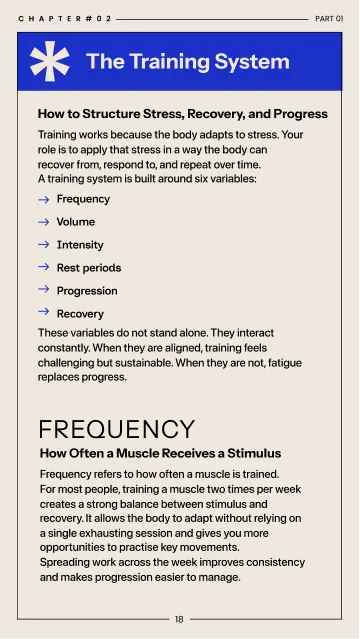 CHAPTER#02
PART 01
The Training System
How to Structure Stress, Recovery, and Progress
Training works because the body adapts to stress. Your
role is to apply that stress in a way the body can
recover from, respond to, and repeat over time.
A training system is built around six variables:
→ Frequency
→ Volume
→ Intensity
→ Rest periods
→ Progression
→ Recovery
These variables do not stand alone. They interact
constantly. When they are aligned, training feels
challenging but sustainable. When they are not, fatigue
replaces progress.
FREQUENCY
How Often a Muscle Receives a Stimulus
Frequency refers to how often a muscle is trained.
For most people, training a muscle two times per week
creates a strong balance between stimulus and
recovery. It allows the body to adapt without relying on
a single exhausting session and gives you more
opportunities to practise key movements.
Spreading work across the week improves consistency
and makes progression easier to manage.
18